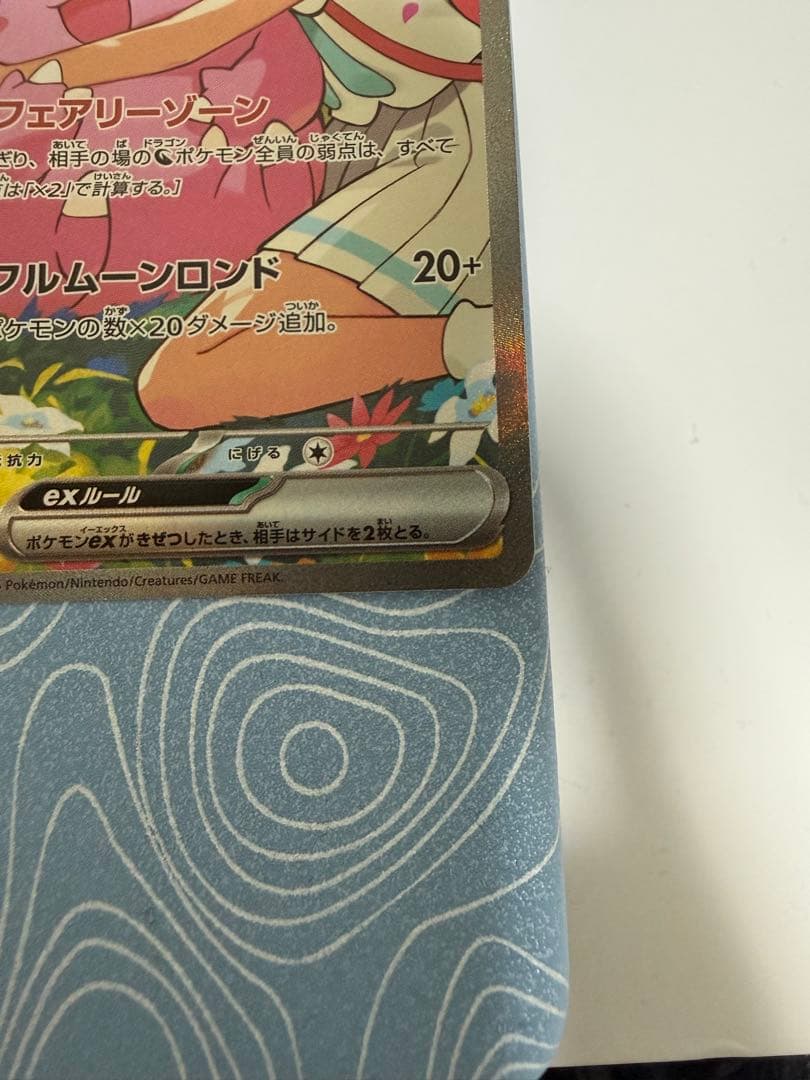 フェアリーゾーン
ぎり、相手の場のポケモン全員の弱点は、すべて
は「×2」で計算する。]
フルムーンロンド 20+
ポケモンの数×20ダメージ追加。
抗力 にげる
exルール
ポケモンexがきぜつしたとき、相手はサイドを2枚とる。
Pokémon/Nintendo/Creatures/GAME FREAK.